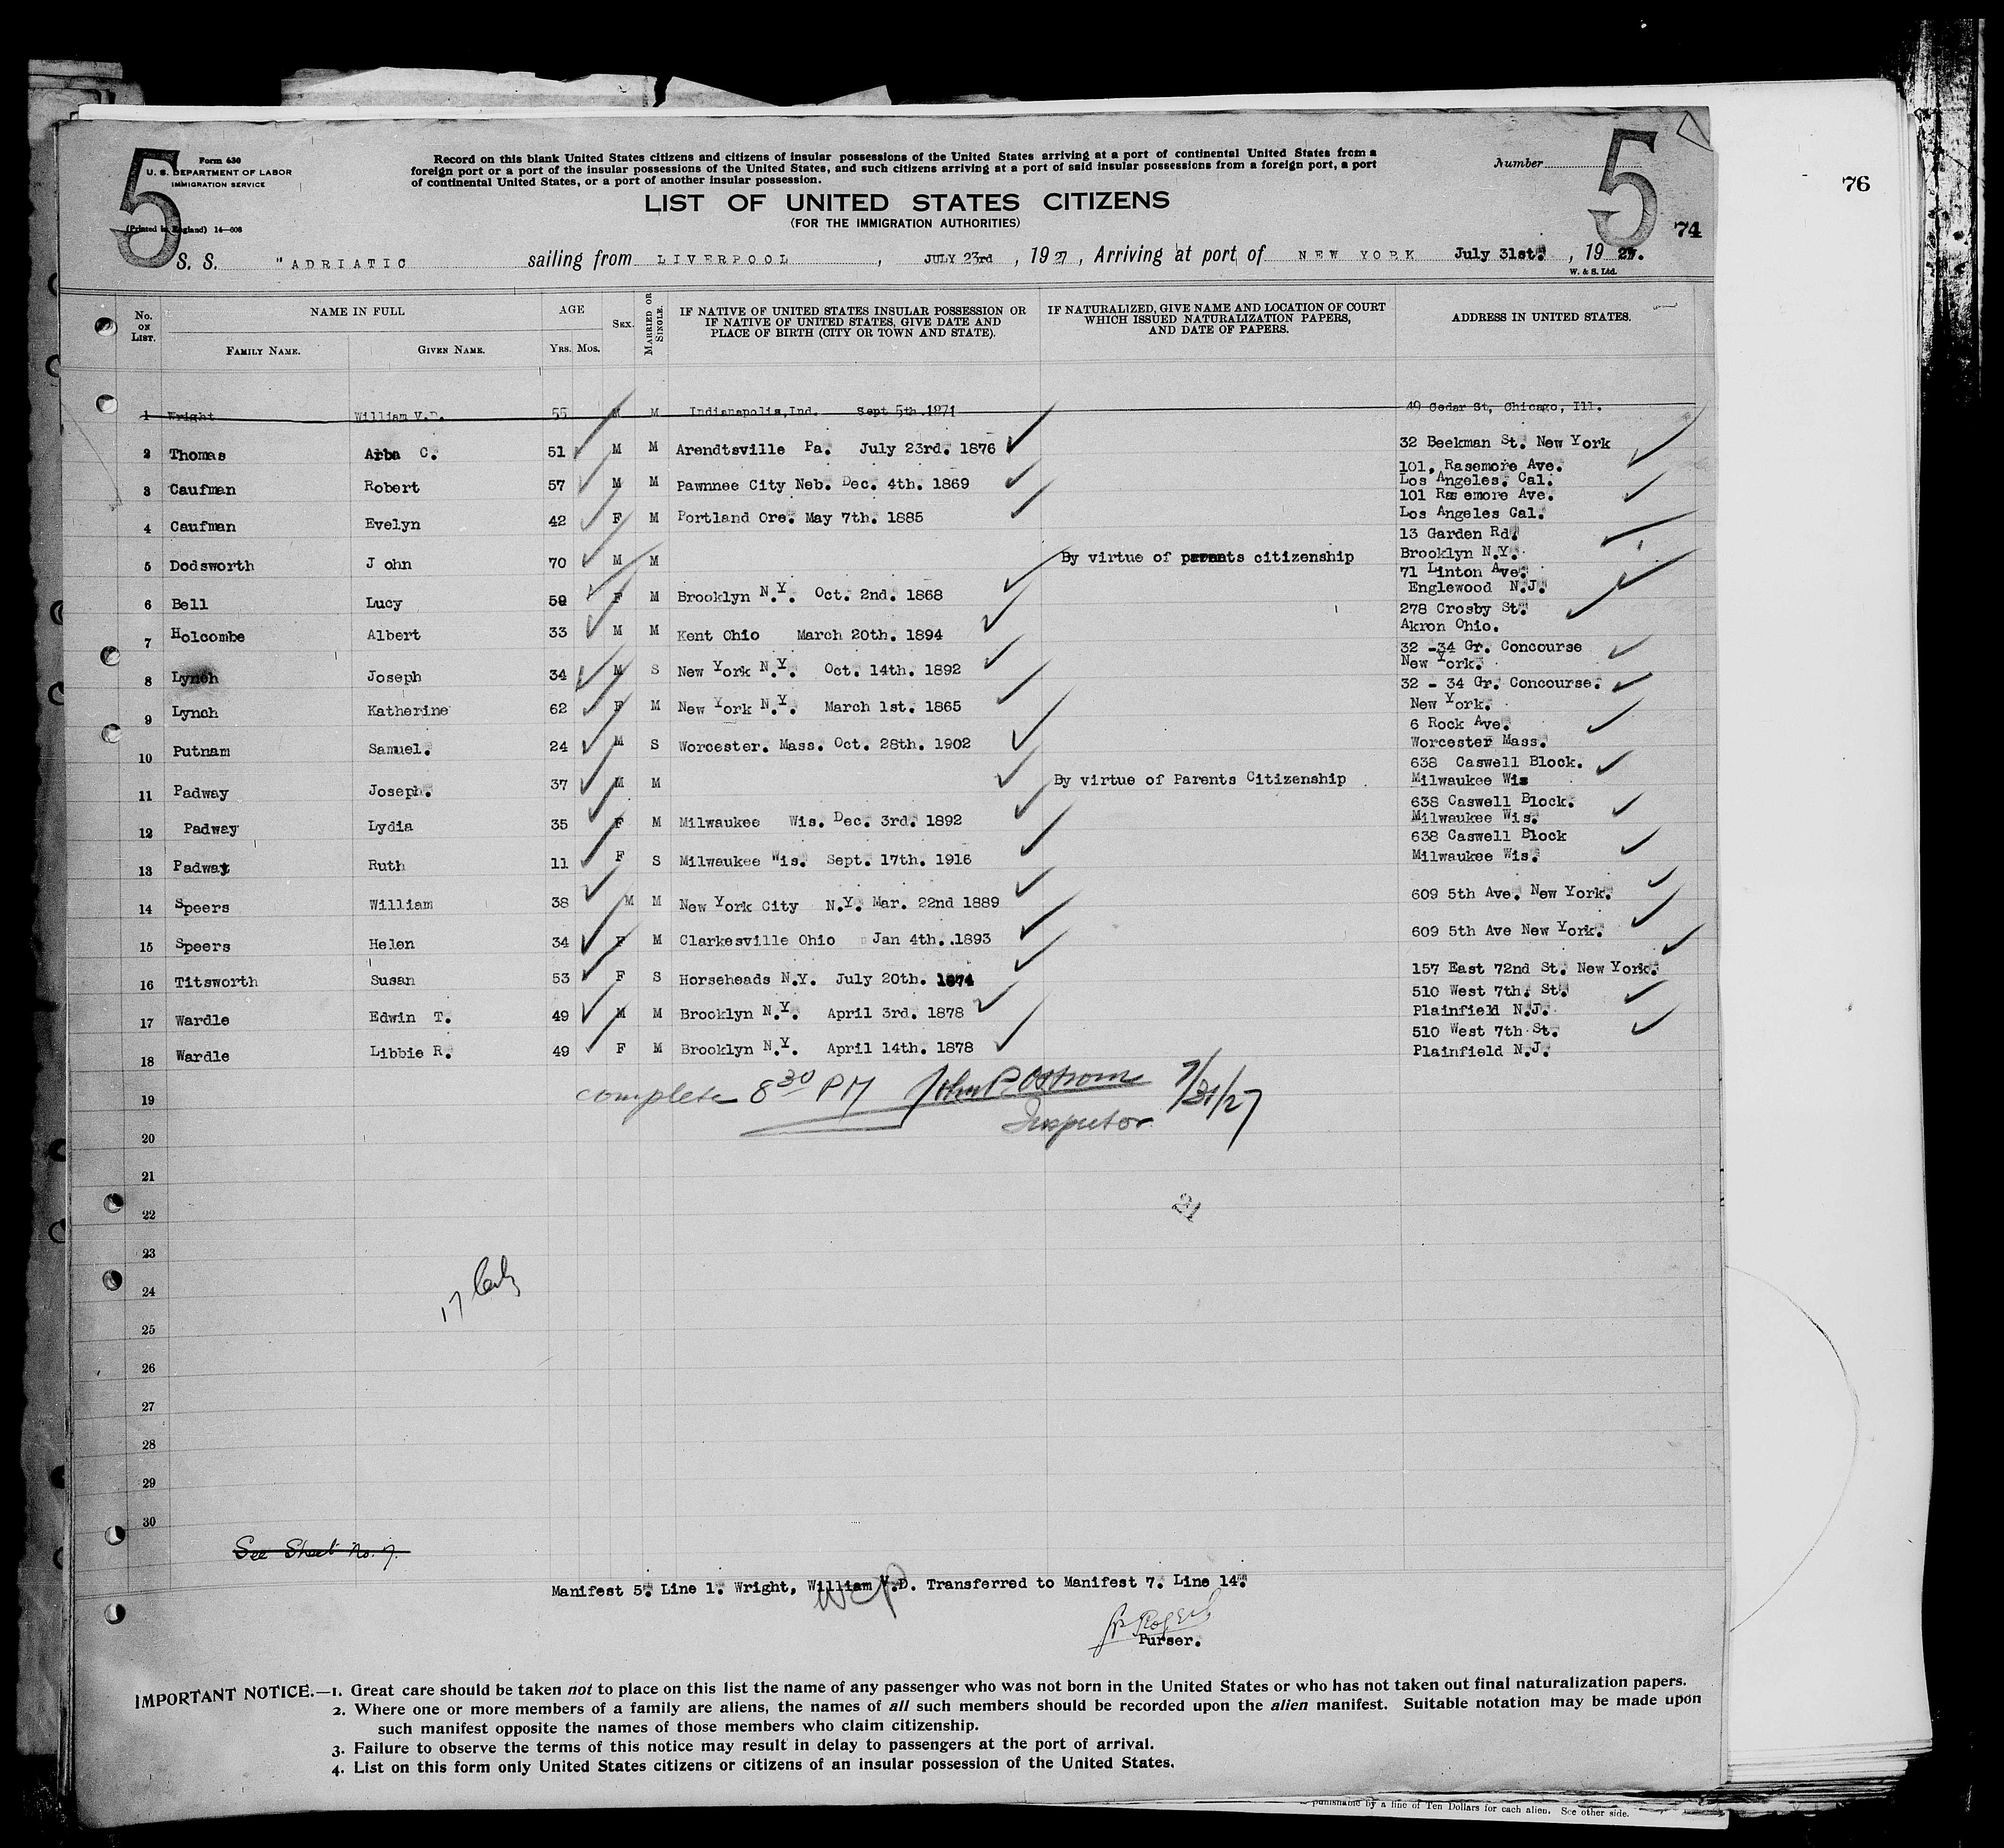 5
Form 630
U. S. DEPARTMENT OF LABOR
IMMIGRATION SERVICE
(Printed in England) 14—608
Record on this blank United States citizens and citizens of insular possessions of the United States arriving at a port of continental United States from a
foreign port or a port of the insular possessions of the United States, and such citizens arriving at a port of said insular possessions from a foreign port, a port
of continental United States, or a port of another insular possession.
LIST OF UNITED STATES CITIZENS
(FOR THE IMMIGRATION AUTHORITIES)
Number
5
74
76
S. S. "ADRIATIC sailing from LIVERPOOL, JULY 23rd, 1927, Arriving at port of NEW YORK July 31st., 1927.
W. & S. Ltd.
No. ON LIST. NAME IN FULL AGE SEX. MARRIED OR SINGLE. IF NATIVE OF UNITED STATES INSULAR POSSESSION OR IF NATIVE OF UNITED STATES, GIVE DATE AND PLACE OF BIRTH (CITY OR TOWN AND STATE). IF NATURALIZED, GIVE NAME AND LOCATION OF COURT WHICH ISSUED NATURALIZATION PAPERS, AND DATE OF PAPERS. ADDRESS IN UNITED STATES.
FAMILY NAME. GIVEN NAME. YRS. MOS.
1 Wright William V.D. 55 M M Indianapolis, Ind. Sept 5th. 1871 49 Cedar St, Chicago, Ill.
2 Thomas Arba C. 51 M M Arendtsville Pa. July 23rd. 1876 32 Beekman St. New York
3 Caufman Robert 57 M M Pawnnee City Neb. Dec. 4th. 1869 101, Rasemore Ave. Los Angeles. Cal.
4 Caufman Evelyn 42 F M Portland Ore. May 7th. 1885 101 Ras emore Ave. Los Angeles Cal.
5 Dodsworth J ohn 70 M M By virtue of parents citizenship 13 Garden Rd. Brooklyn N.Y.
6 Bell Lucy F M Brooklyn N.Y. Oct. 2nd. 1868 71 Linton Ave. Englewood N.J.
7 Holcombe Albert 33 M M Kent Ohio March 20th. 1894 278 Crosby St. Akron Ohio.
8 Lynch Joseph 34 M S New York N.Y. Oct. 14th. 1892 32 -34 Gr. Concourse New York.
9 Lynch Katherine 62 F M New York N.Y. March 1st. 1865 32 - 34 Gr. Concourse. New York.
10 Putnam Samuel. 24 M S Worcester. Mass. Oct. 28th. 1902 6 Rock Ave. Worcester Mass.
11 Padway Joseph. 37 M M By virtue of Parents Citizenship 638 Caswell Block. Milwaukee Wis
12 Padway Lydia 35 F M Milwaukee Wis. Dec. 3rd. 1892 638 Caswell Block. Milwaukee Wis.
13 Padway Ruth 11 F S Milwaukee Wis. Sept. 17th. 1916 638 Caswell Block Milwaukee Wis.
14 Speers William 38 M M New York City N.Y. Mar. 22nd 1889 609 5th Ave. New York.
15 Speers Helen 34 F M Clarkesville Ohio Jan 4th. .1893 609 5th Ave New York.
16 Titsworth Susan 53 F S Horseheads N.Y. July 20th. 1874 157 East 72nd St. New York.
17 Wardle Edwin T. 49 M M Brooklyn N.Y. April 3rd. 1878 510 West 7th. St. Plainfield N.J.
18 Wardle Libbie R. 49 F M Brooklyn N.Y. April 14th. 1878 510 West 7th St. Plainfield N.J.
complete 8 30 PM John P. Ostrom 7/31/27
Inspector
19
20
21
22
23
24
25
26
27
28
29
30
17
See Sheet No. 7.
Manifest 5. Line 1. Wright, William V.D. Transferred to Manifest 7. Line 14.
Rogers
Purser.
IMPORTANT NOTICE.—1. Great care should be taken not to place on this list the name of any passenger who was not born in the United States or who has not taken out final naturalization papers.
2. Where one or more members of a family are aliens, the names of all such members should be recorded upon the alien manifest. Suitable notation may be made upon
such manifest opposite the names of those members who claim citizenship.
3. Failure to observe the terms of this notice may result in delay to passengers at the port of arrival.
4. List on this form only United States citizens or citizens of an insular possession of the United States.
punishable by a fine of Ten Dollars for each alien. See other side.